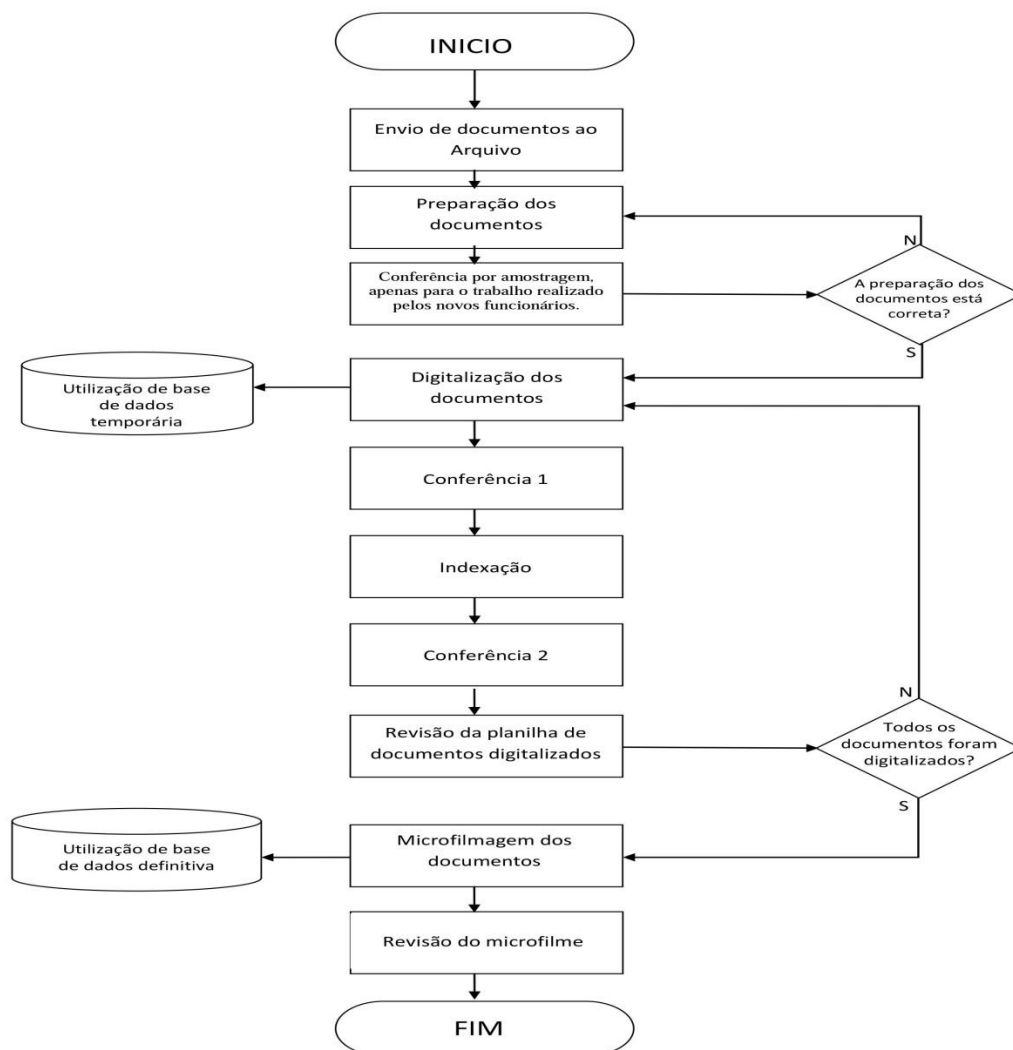 INICIO
Envio de documentos ao
Arquivo
Preparação dos
documentos
N
Conferência por amostragem,
apenas para o trabalho realizado
pelos novos funcionários.
A preparação dos
documentos está
correta?
S
Digitalização dos
documentos
Utilização de base
de dados
temporária
Conferência 1
Indexação
Conferência 2
N
Revisão da planilha de
documentos digitalizados
Todos os
documentos foram
digitalizados?
S
Microfilmagem dos
documentos
Utilização de base
de dados definitiva
Revisão do microfilme
FIM